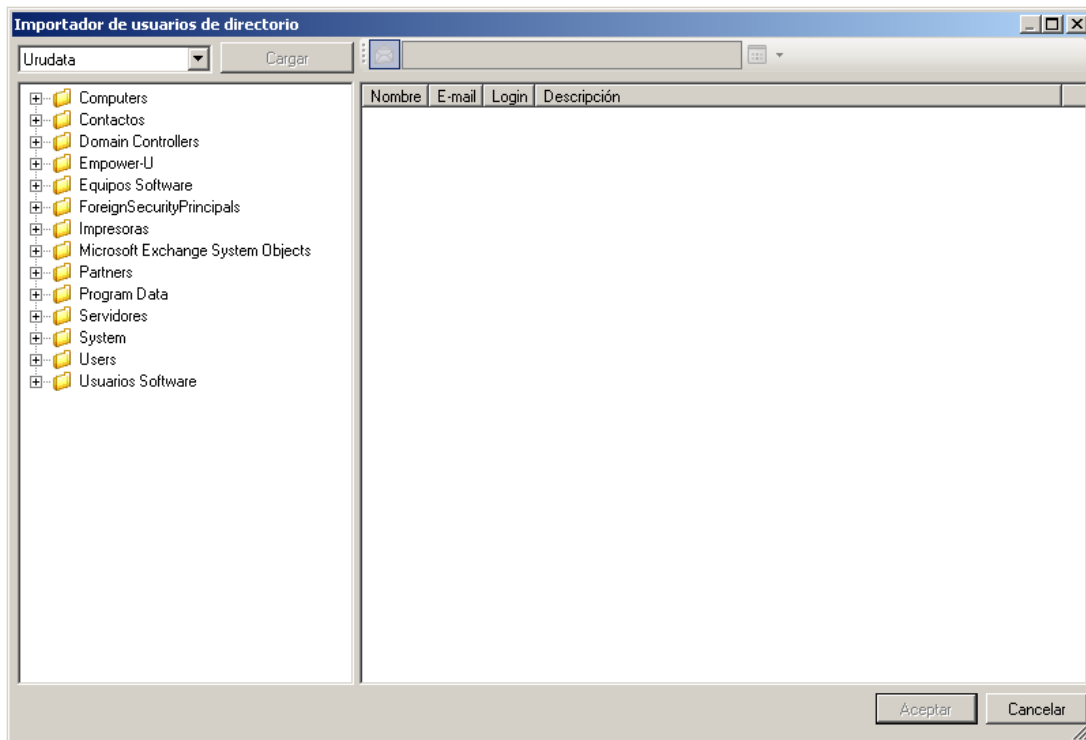 Importador de usuarios de directorio
Urudata Cargar
Nombre E-mail Login Descripción
Computers
Contactos
Domain Controllers
Empower-U
Equipos Software
ForeignSecurityPrincipals
Impresoras
Microsoft Exchange System Objects
Partners
Program Data
Servidores
System
Users
Usuarios Software
Aceptar Cancelar